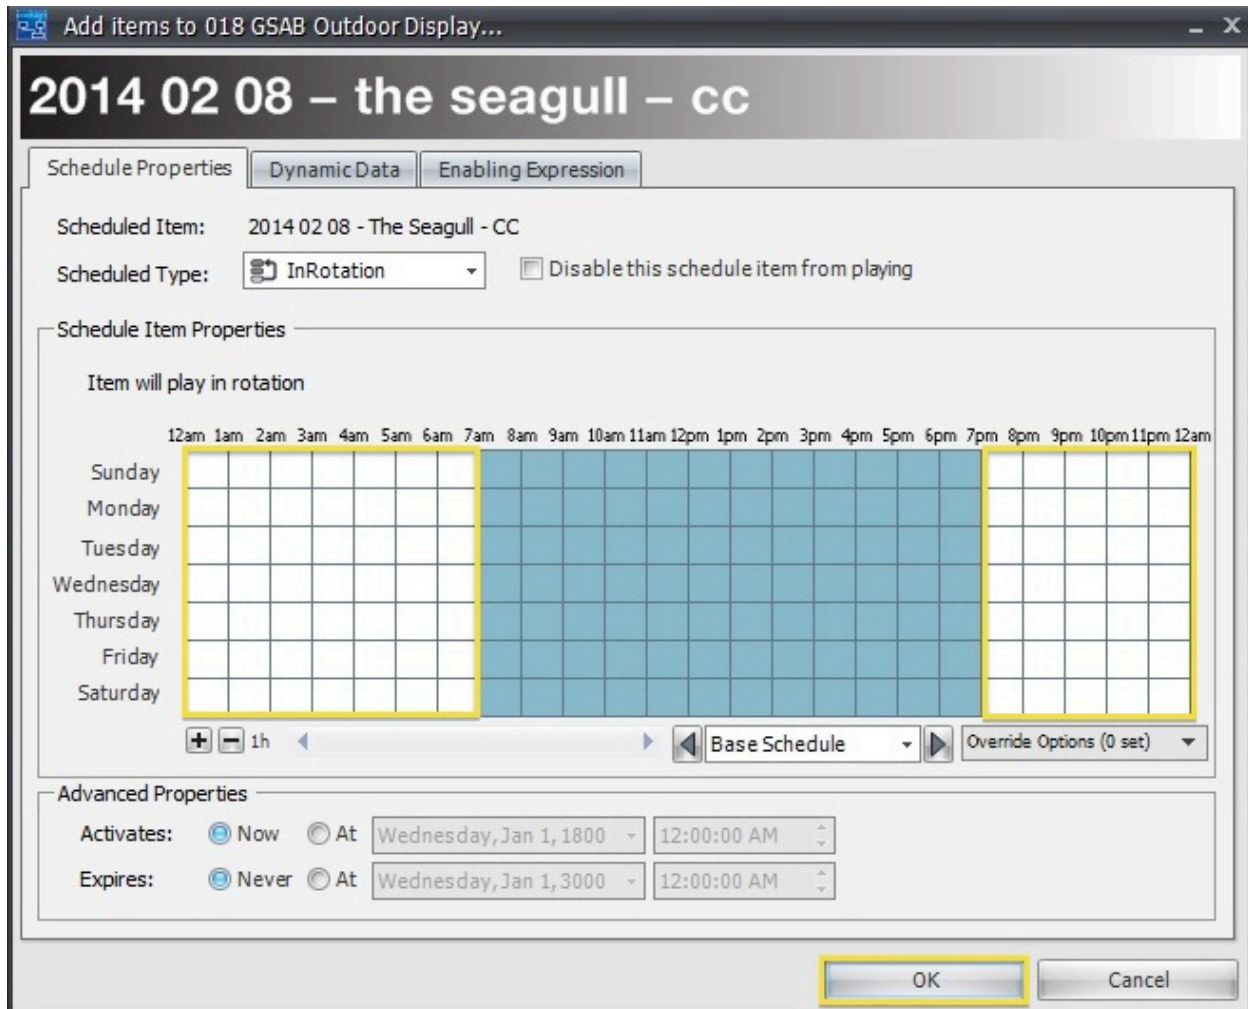 Add items to 018 GSAB Outdoor Display...
2014 02 08 – the seagull – cc
Schedule Properties Dynamic Data Enabling Expression
Scheduled Item: 2014 02 08 - The Seagull - CC
Scheduled Type: InRotation Disable this schedule item from playing
Schedule Item Properties
Item will play in rotation
12am 1am 2am 3am 4am 5am 6am 7am 8am 9am 10am 11am 12pm 1pm 2pm 3pm 4pm 5pm 6pm 7pm 8pm 9pm 10pm 11pm 12am
Sunday
Monday
Tuesday
Wednesday
Thursday
Friday
Saturday
1h Base Schedule Override Options (0 set)
Advanced Properties
Activates: Now At Wednesday, Jan 1, 1800 12:00:00 AM
Expires: Never At Wednesday, Jan 1, 3000 12:00:00 AM
OK Cancel